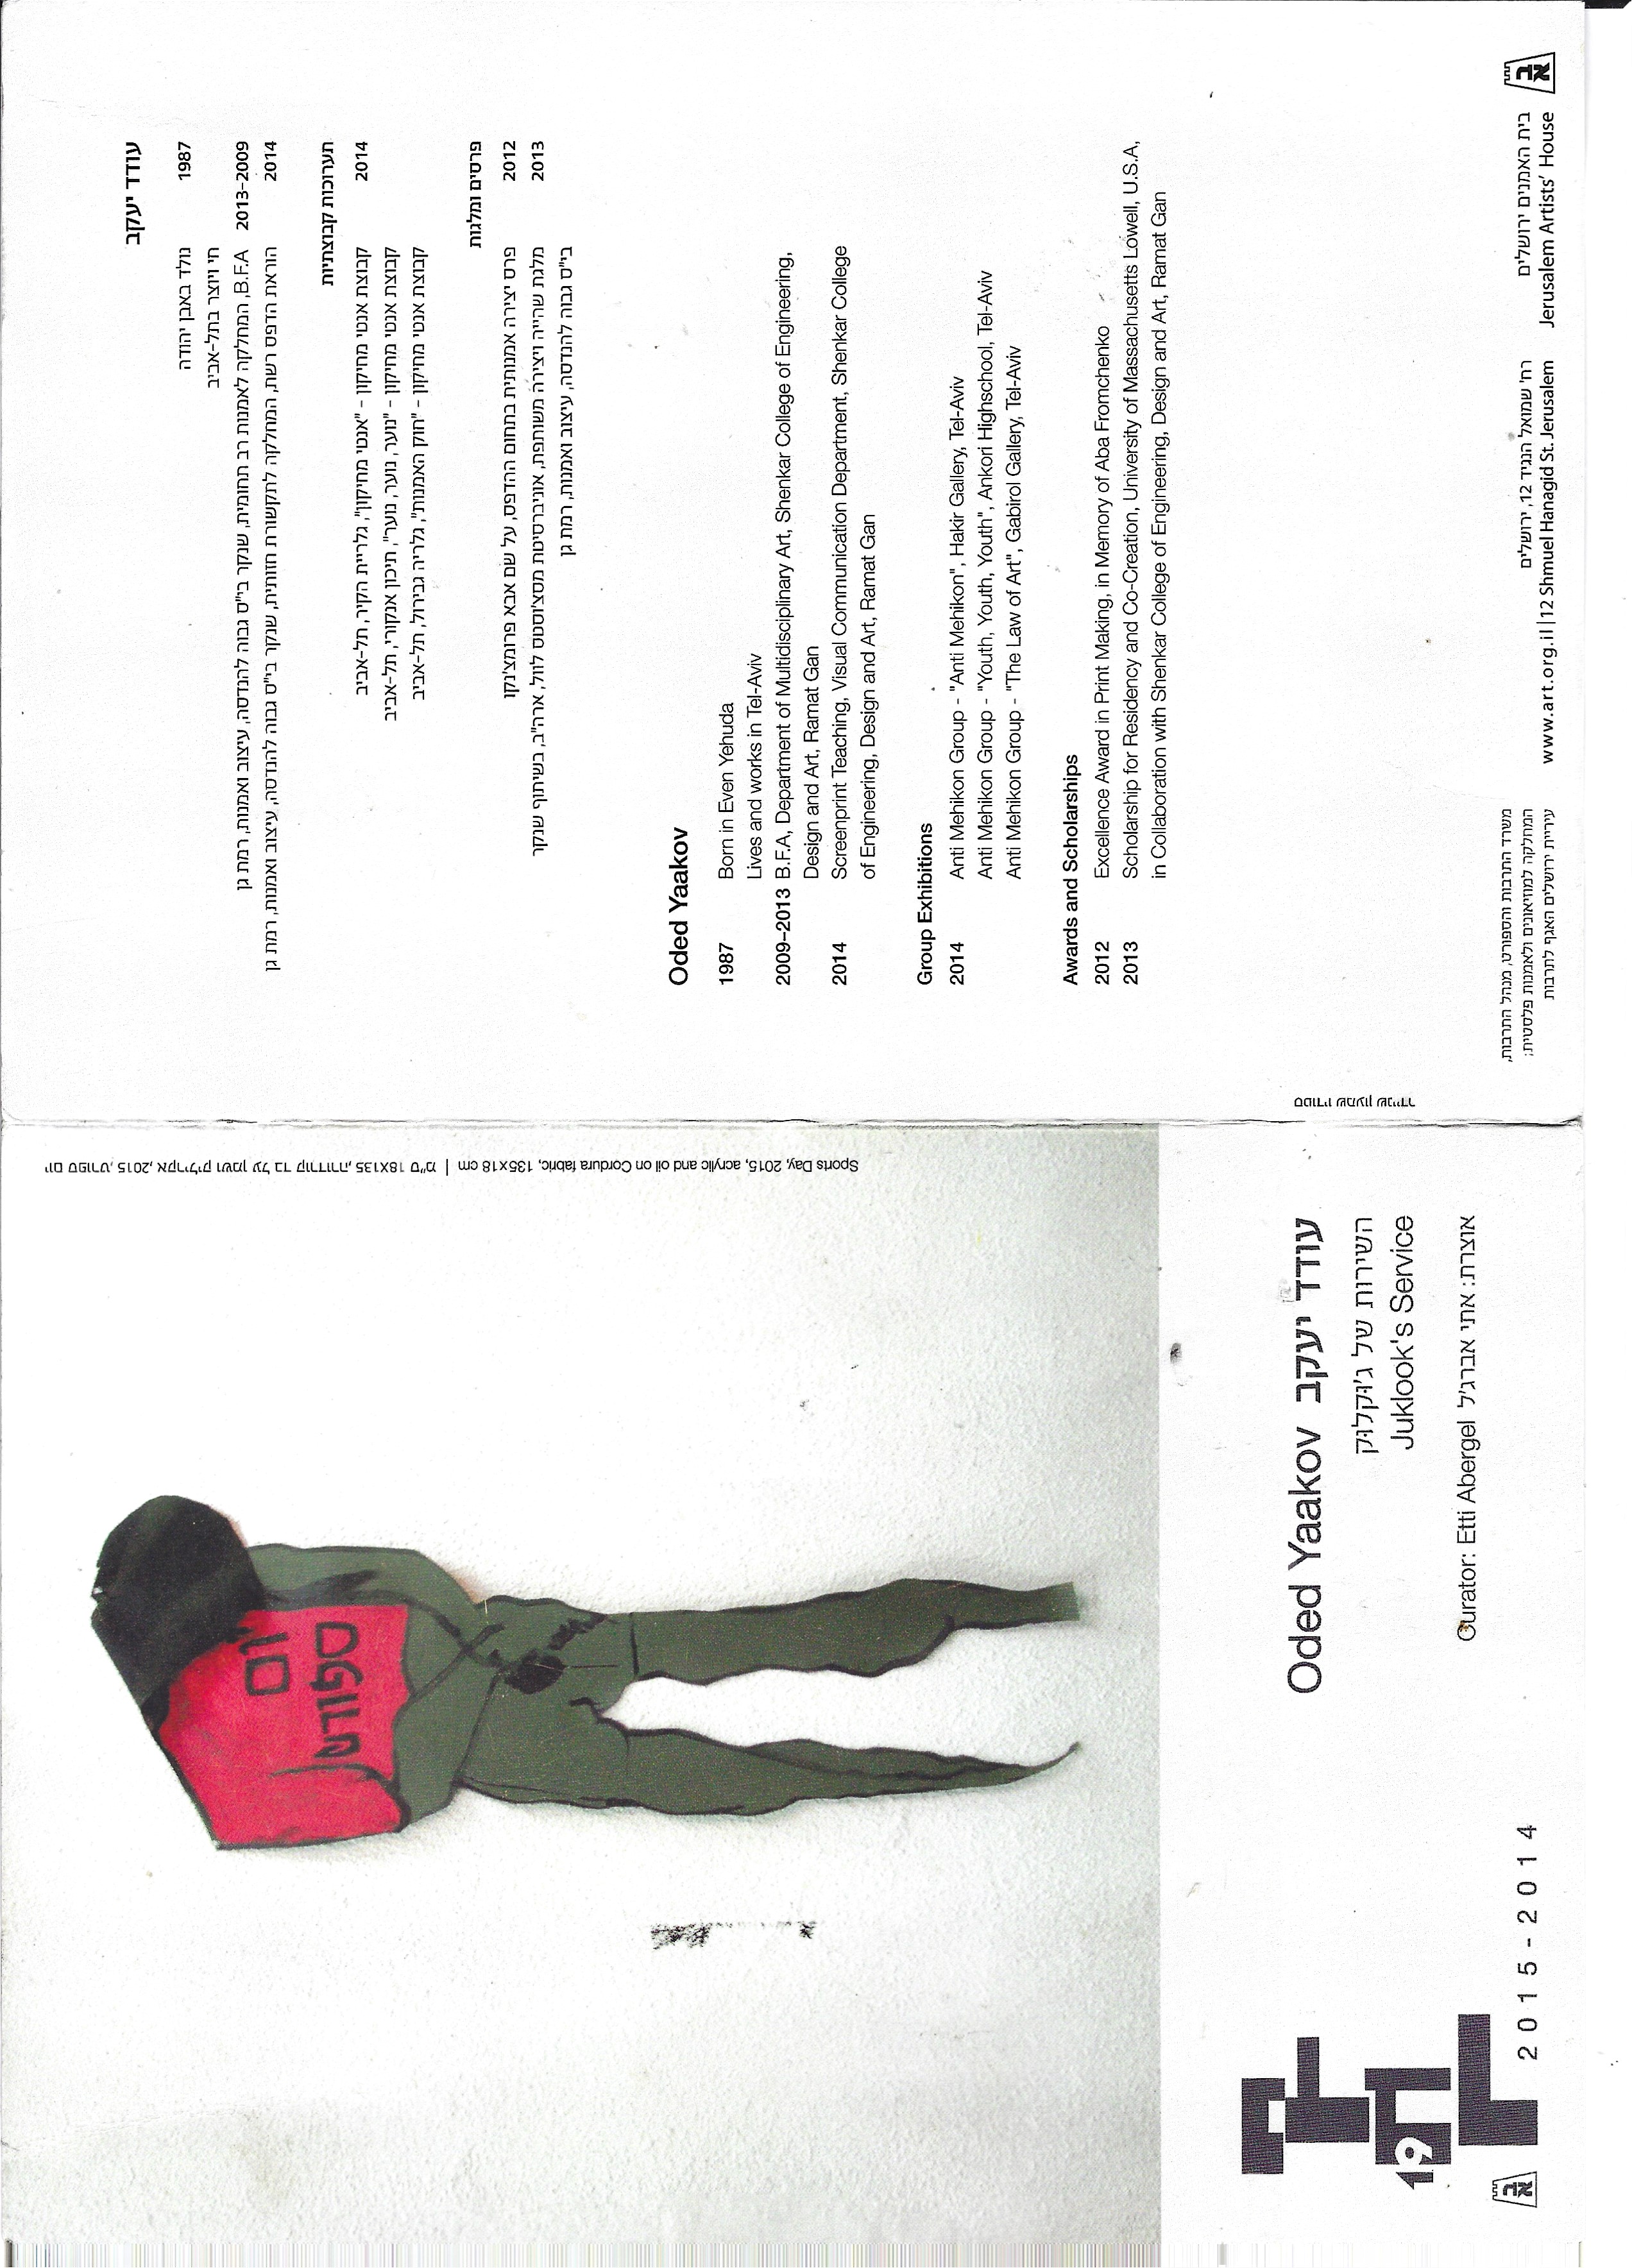 יום
ספורט
יום ספורט, 2015, אקריליק ושמן על בד קורדורה, 18X135 ס"מ | Sports Day, 2015, acrylic and oil on Cordura fabric, 135x18 cm
Oded Yaakov עודד יעקב
השירות של ג'וּקלוּק
Juklook's Service
Curator: Etti Abergel אוצרת: אתי אברג'ל
19
2015-2014
בא
עודד יעקב
1987 נולד באבן יהודה
חי ויוצר בתל-אביב
2013-2009 B.F.A, המחלקה לאמנות רב תחומית, שנקר בי"ס גבוה להנדסה, עיצוב ואמנות, רמת גן
2014 הוראת הדפס רשת, המחלקה לתקשורת חזותית, שנקר בי"ס גבוה להנדסה, עיצוב ואמנות, רמת גן
תערוכות קבוצתיות
2014 קבוצת אנטי מחיקון - "אנטי מחיקון", גלריית הקיר, תל-אביב
קבוצת אנטי מחיקון - "נוער, נוער, נוער", תיכון אנקורי, תל-אביב
קבוצת אנטי מחיקון - "חוק האמנות", גלריה גבירול, תל-אביב
פרסים ומלגות
2012 פרס יצירה אמנותית בתחום ההדפס, על שם אבא פרומצ'נקו
2013 מלגת שהייה ויצירה משותפת, אוניברסיטת מסצ'וסטס לוול, ארה"ב, בשיתוף שנקר
בי"ס גבוה להנדסה, עיצוב ואמנות, רמת גן
Oded Yaakov
1987 Born in Even Yehuda
Lives and works in Tel-Aviv
2009–2013 B.F.A, Department of Multidisciplinary Art, Shenkar College of Engineering,
Design and Art, Ramat Gan
2014 Screenprint Teaching, Visual Communication Department, Shenkar College
of Engineering, Design and Art, Ramat Gan
Group Exhibitions
2014 Anti Mehikon Group - "Anti Mehikon", Hakir Gallery, Tel-Aviv
Anti Mehikon Group - "Youth, Youth, Youth", Ankori Highschool, Tel-Aviv
Anti Mehikon Group - "The Law of Art", Gabirol Gallery, Tel-Aviv
Awards and Scholarships
2012 Excellence Award in Print Making, in Memory of Aba Fromchenko
2013 Scholarship for Residency and Co-Creation, University of Massachusetts Lowell, U.S.A,
in Collaboration with Shenkar College of Engineering, Design and Art, Ramat Gan
סטודיו שמעון שניידר
משרד התרבות והספורט, מנהל התרבות,
המחלקה למוזיאונים ולאמנות פלסטית;
עיריית ירושלים האגף לתרבות
רח' שמואל הנגיד 12, ירושלים
www.art.org.il | 12 Shmuel Hanagid St. Jerusalem
בית האמנים ירושלים
Jerusalem Artists' House
בא